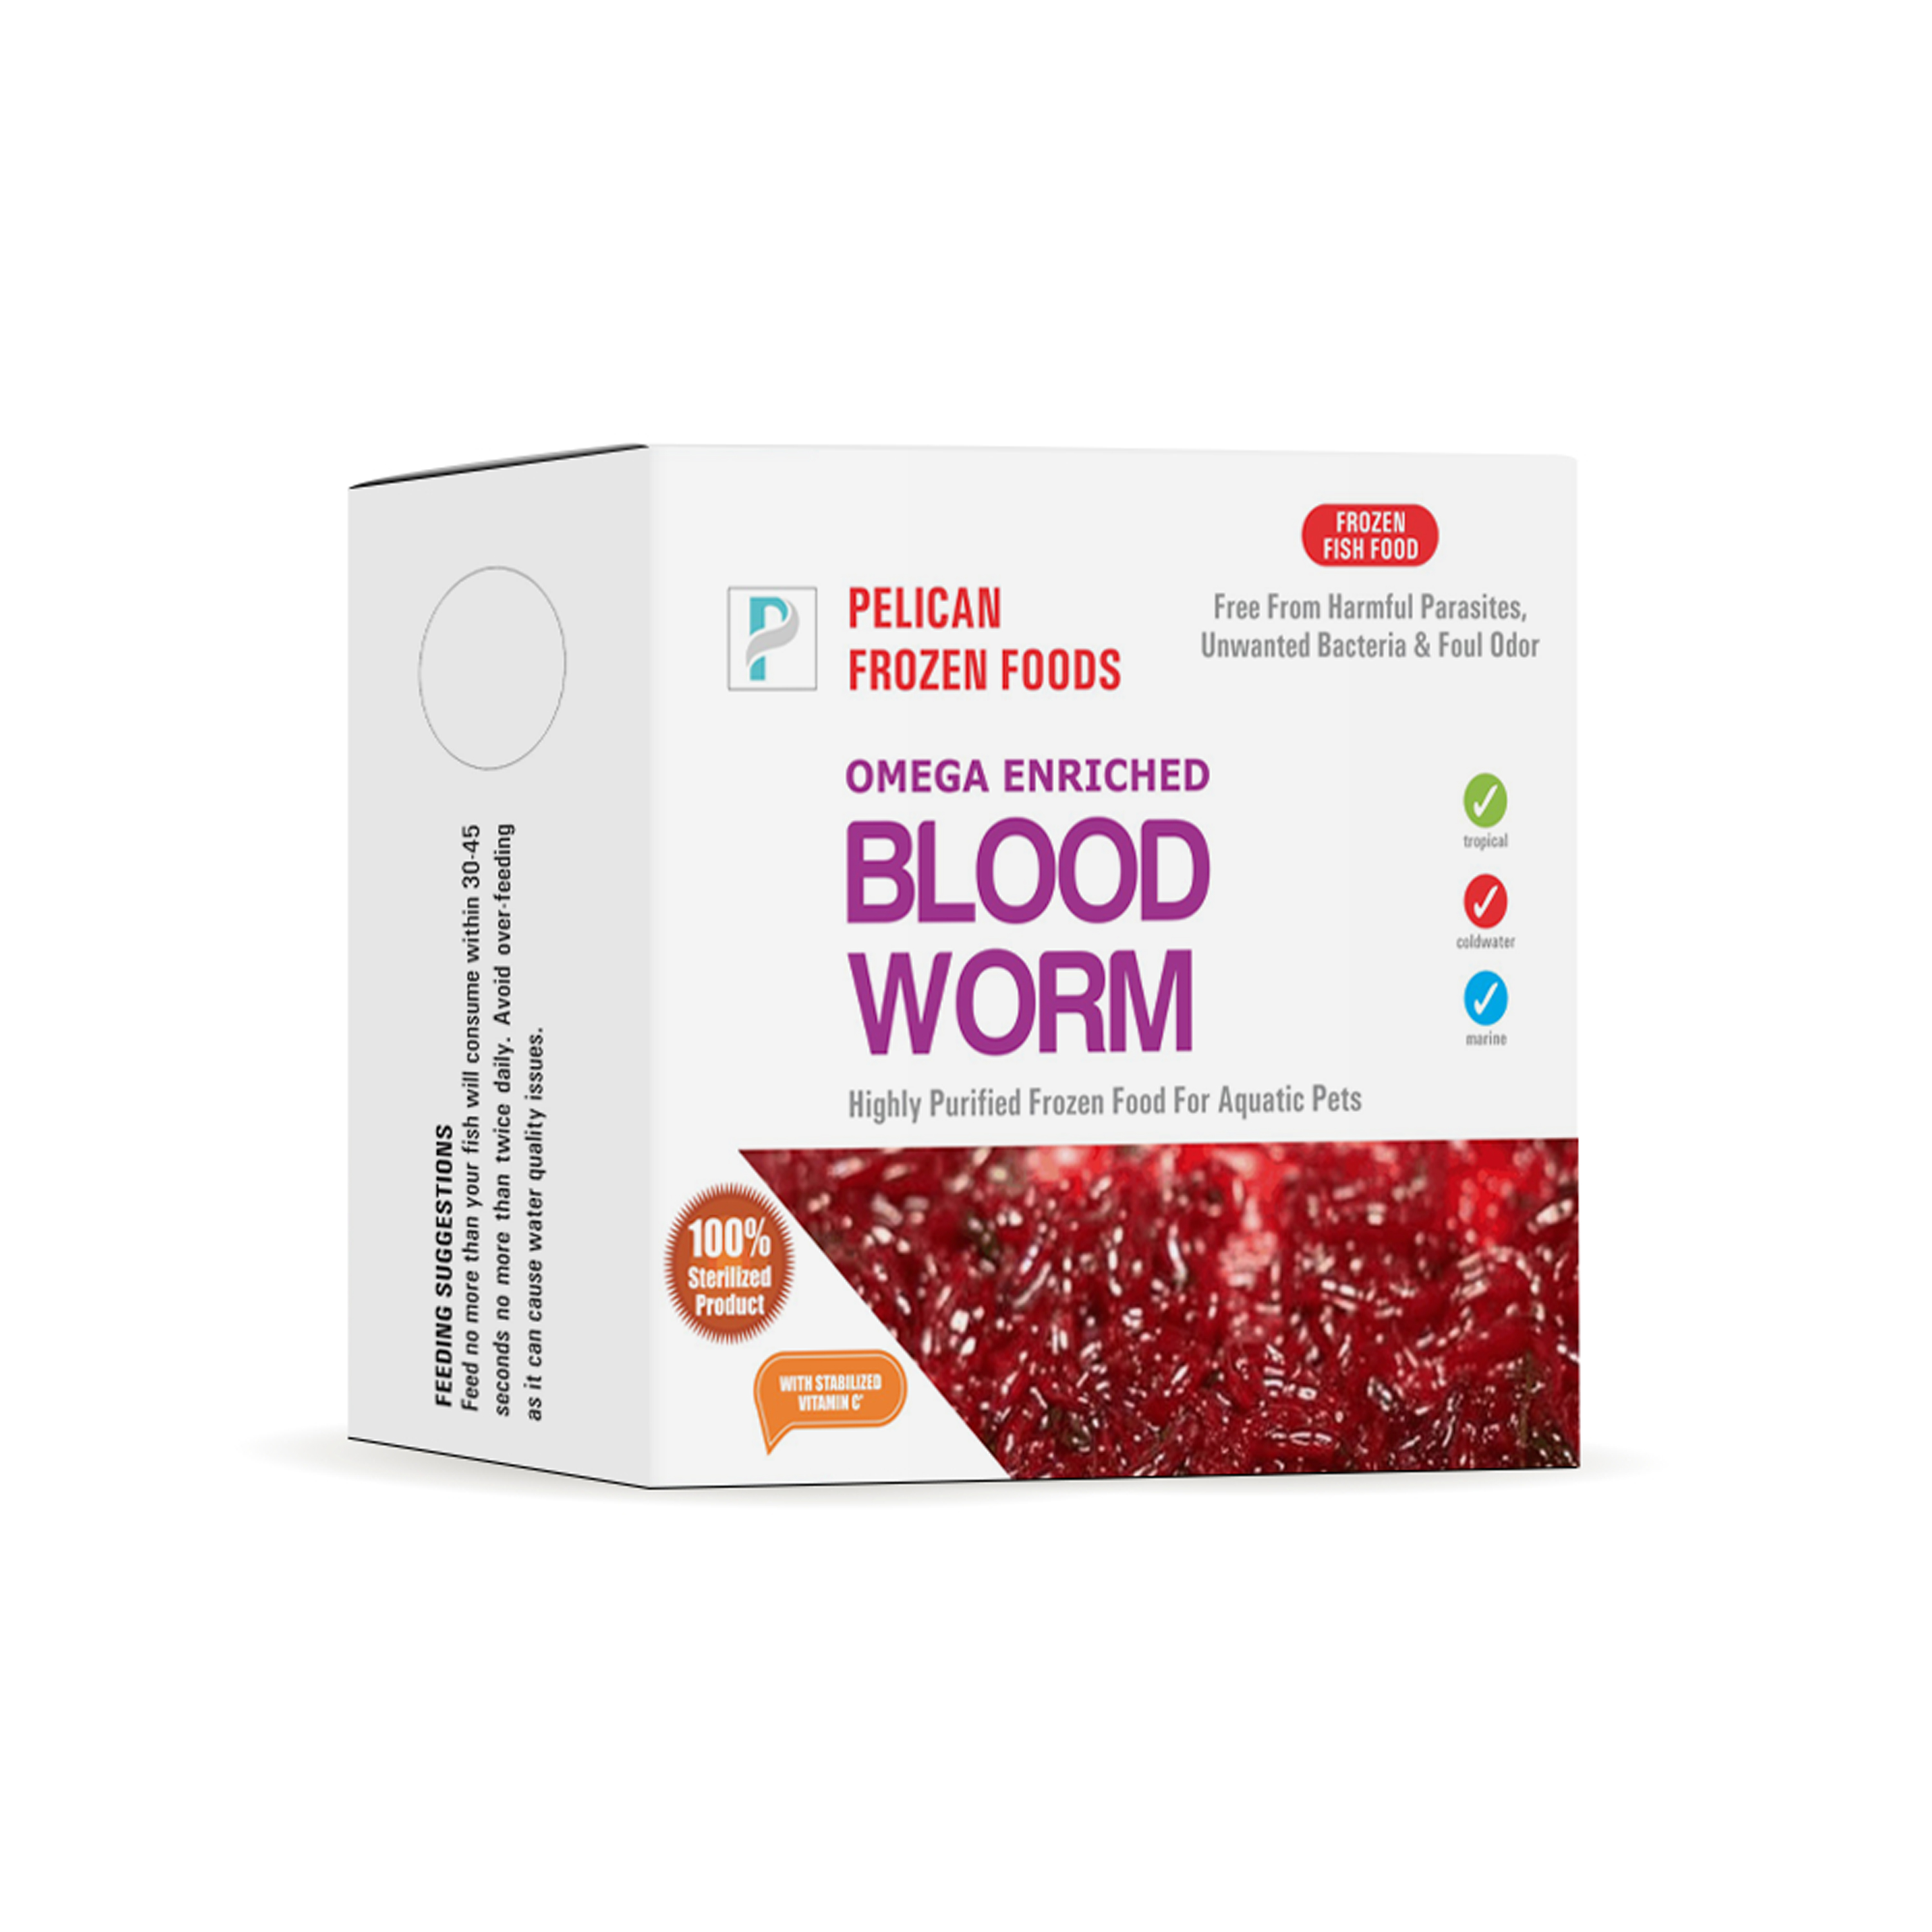 FROZEN
FISH FOOD
Free From Harmful Parasites,
Unwanted Bacteria & Foul Odor
P
PELICAN
FROZEN FOODS
OMEGA ENRICHED
BLOOD
WORM
Highly Purified Frozen Food For Aquatic Pets
tropical
coldwater
marine
100%
Sterilized
Product
WITH STABILIZED
VITAMIN C*
FEEDING SUGGESTIONS
Feed no more than your fish will consume within 30-45
seconds no more than twice daily. Avoid over-feeding
as it can cause water quality issues.